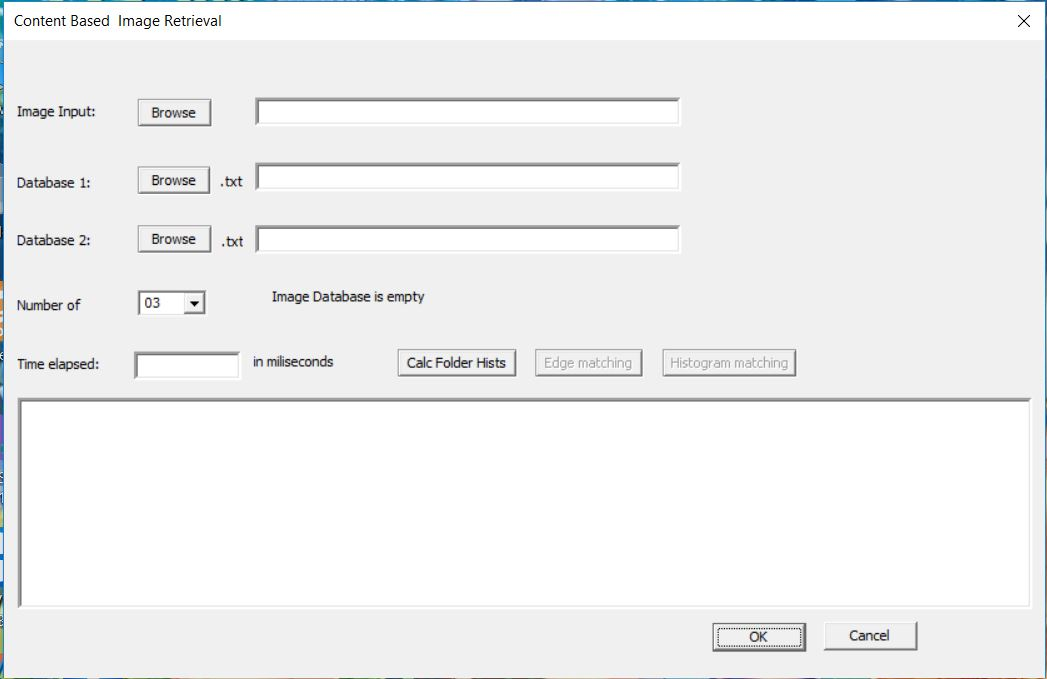 Content Based  Image Retrieval
Image Input: Browse
Database 1: Browse .txt
Database 2: Browse .txt
Number of 03 Image Database is empty
Time elapsed: in miliseconds Calc Folder Hists Edge matching Histogram matching
OK Cancel